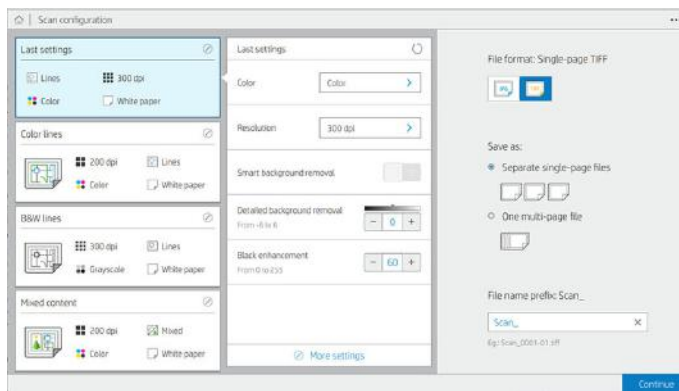 Scan configuration
Last settings
Lines
300 dpi
Color
White paper
Color lines
200 dpi
Lines
Color
White paper
B&W lines
300 dpi
Lines
Grayscale
White paper
Mixed content
200 dpi
Mixed
Color
White paper
Last settings
Color
Color
Resolution
300 dpi
Smart background removal
Detailed background removal
From -6 to 6
- 0 +
Black enhancement
From 0 to 255
- 60 +
More settings
File format: Single-page TIFF
Save as:
Separate single-page files
One multi-page file
File name prefix: Scan_
Scan_
Eg.: Scan_0001-01.tiff
Continue